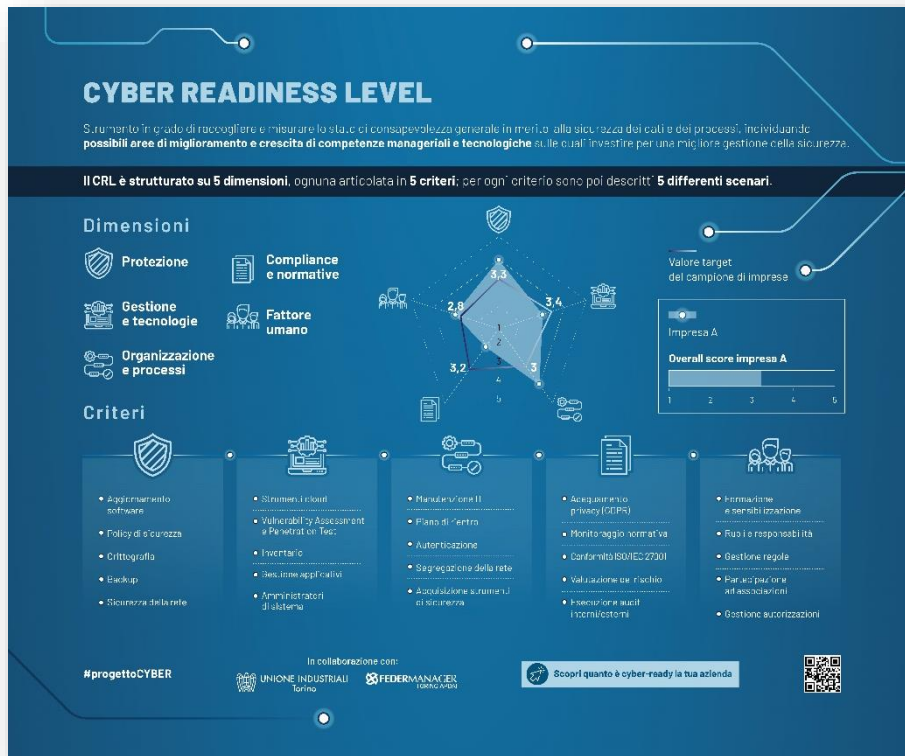 CYBER READINESS LEVEL
Strumento in grado di raccogliere e misurare lo stato di consapevolezza generale in merito alla sicurezza dei dati e dei processi, individuando
possibili aree di miglioramento e crescita di competenze manageriali e tecnologiche sulle quali investire per una migliore gestione della sicurezza.
Il CRL è strutturato su 5 dimensioni, ognuna articolata in 5 criteri; per ogni criterio sono poi descritti 5 differenti scenari.
Dimensioni
Protezione
Compliance
e normative
Gestione
e tecnologie
Fattore
umano
Organizzazione
e processi
3,3
3,4
2,8
3,2
3
1
2
3
4
5
Valore target
del campione di imprese
Impresa A
Overall score impresa A
1 2 3 4 5
Criteri
Aggiornamento
software
Policy di sicurezza
Crittografia
Backup
Sicurezza della rete
Strumenti cloud
Vulnerability Assessment
e Penetration Test
Inventario
Gestione applicativi
Amministratori
di sistema
Manutenzione IT
Piano di rientro
Autenticazione
Segregazione della rete
Acquisizione strumenti
di sicurezza
Adeguamento
privacy (GDPR)
Monitoraggio normativa
Conformità ISO/IEC 27001
Valutazione del rischio
Esecuzione audit
interni/esterni
Formazione
e sensibilizzazione
Ruoli e responsabilità
Gestione regole
Partecipazione
ad associazioni
Gestione autorizzazioni
#progettoCYBER
In collaborazione con:
UNIONE INDUSTRIALI
Torino
FEDERMANAGER
TORINO APDAI
Scopri quanto è cyber-ready la tua azienda